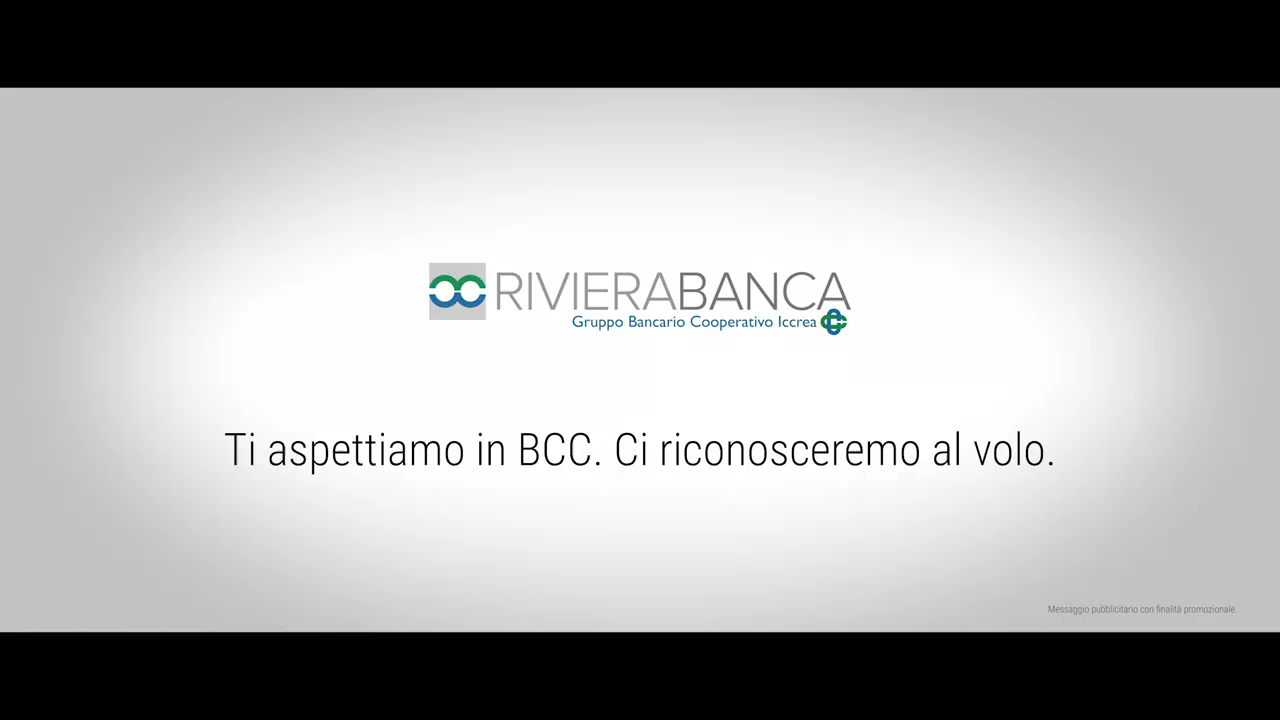 RIVIERABANCA
Gruppo Bancario Cooperativo Iccrea
Ti aspettiamo in BCC. Ci riconosceremo al volo.
Messaggio pubblicitario con finalità promozionale.